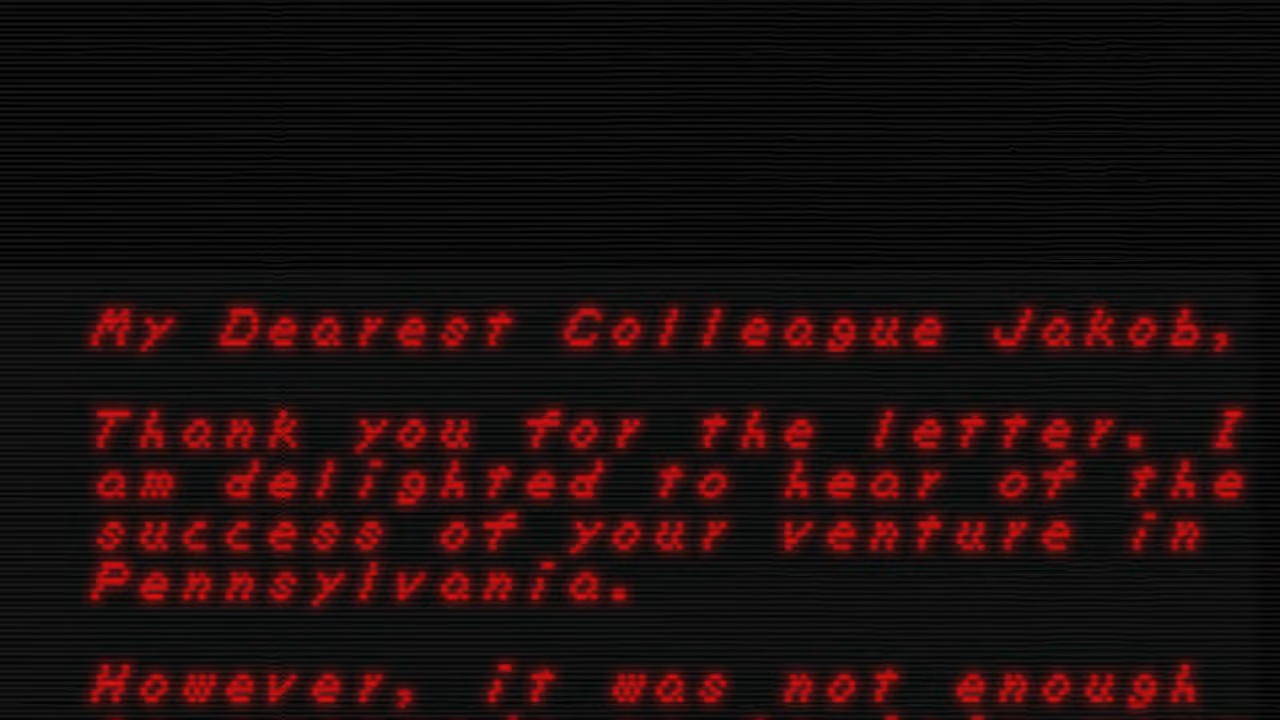 My Dearest Colleague Jakob,
Thank you for the letter. I
am delighted to hear of the
success of your venture in
Pennsylvania.
However, it was not enough